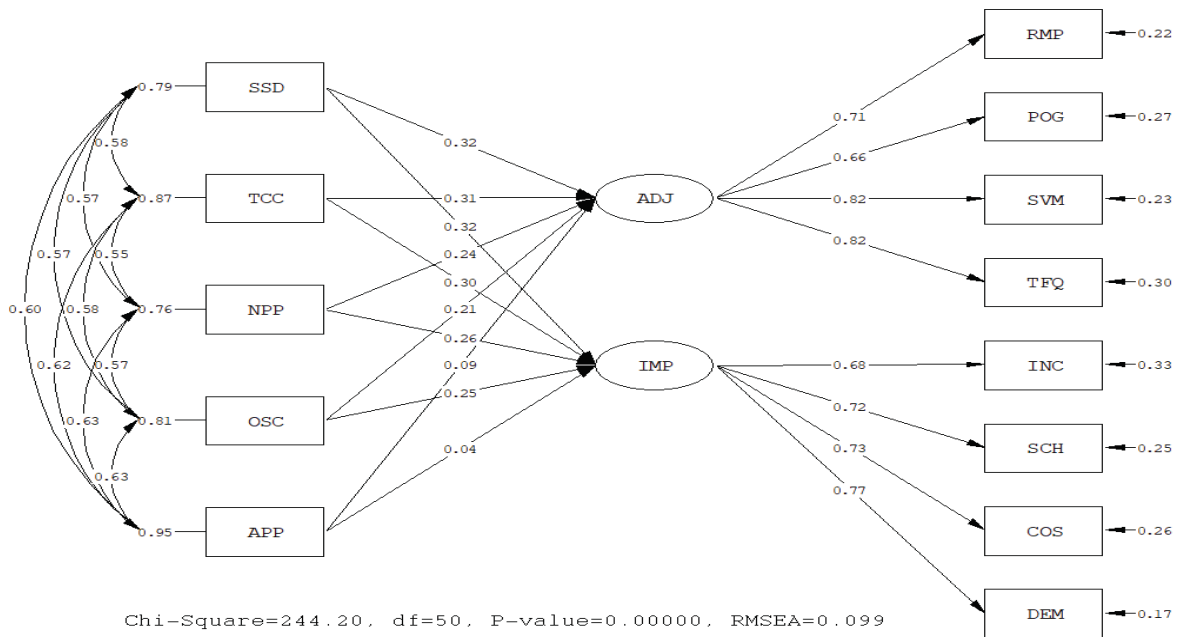 RMP
0.22
0.79
SSD
0.71
POG
0.27
0.58
0.32
0.66
0.87
TCC
0.31
ADJ
0.82
SVM
0.23
0.57
0.32
0.82
0.57
0.55
0.24
TFQ
0.30
0.30
0.60
0.58
0.76
NPP
0.21
0.26
0.62
0.57
0.09
IMP
0.68
INC
0.33
0.25
0.72
0.63
0.81
OSC
0.04
0.73
SCH
0.25
0.63
0.77
0.95
APP
COS
0.26
DEM
0.17
Chi-Square=244.20, df=50, P-value=0.00000, RMSEA=0.099